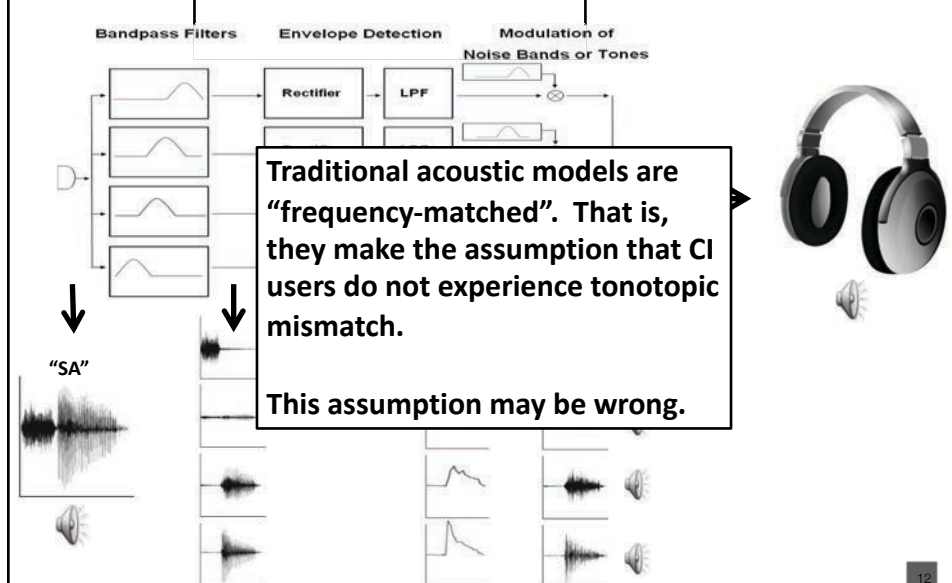 Bandpass Filters Envelope Detection Modulation of
Noise Bands or Tones
Rectifier LPF
Traditional acoustic models are
“frequency-matched”. That is,
they make the assumption that CI
users do not experience tonotopic
mismatch.
This assumption may be wrong.
“SA”
12